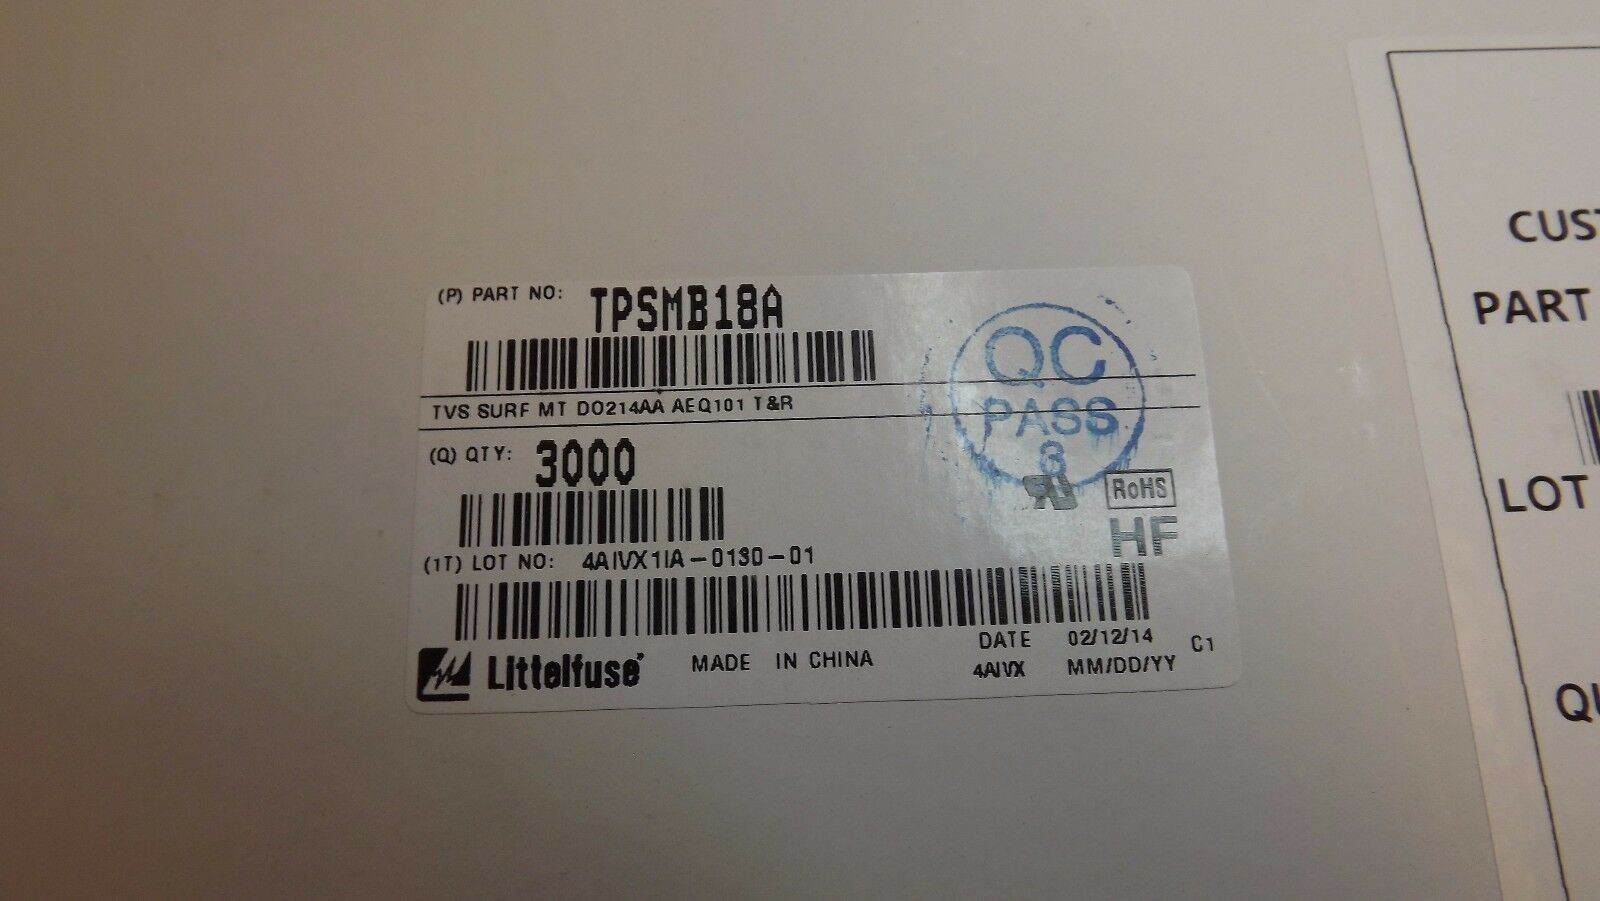 (P) PART NO: TPSMB18A
TVS SURF MT DO214AA AEQ101 T&R
(Q) QTY: 3000
(1T) LOT NO: 4AIVX1IA-0130-01
QC
PASS
3
RoHS
HF
Littelfuse
MADE IN CHINA
DATE 02/12/14 C1
4AIVX MM/DD/YY
PART
LOT